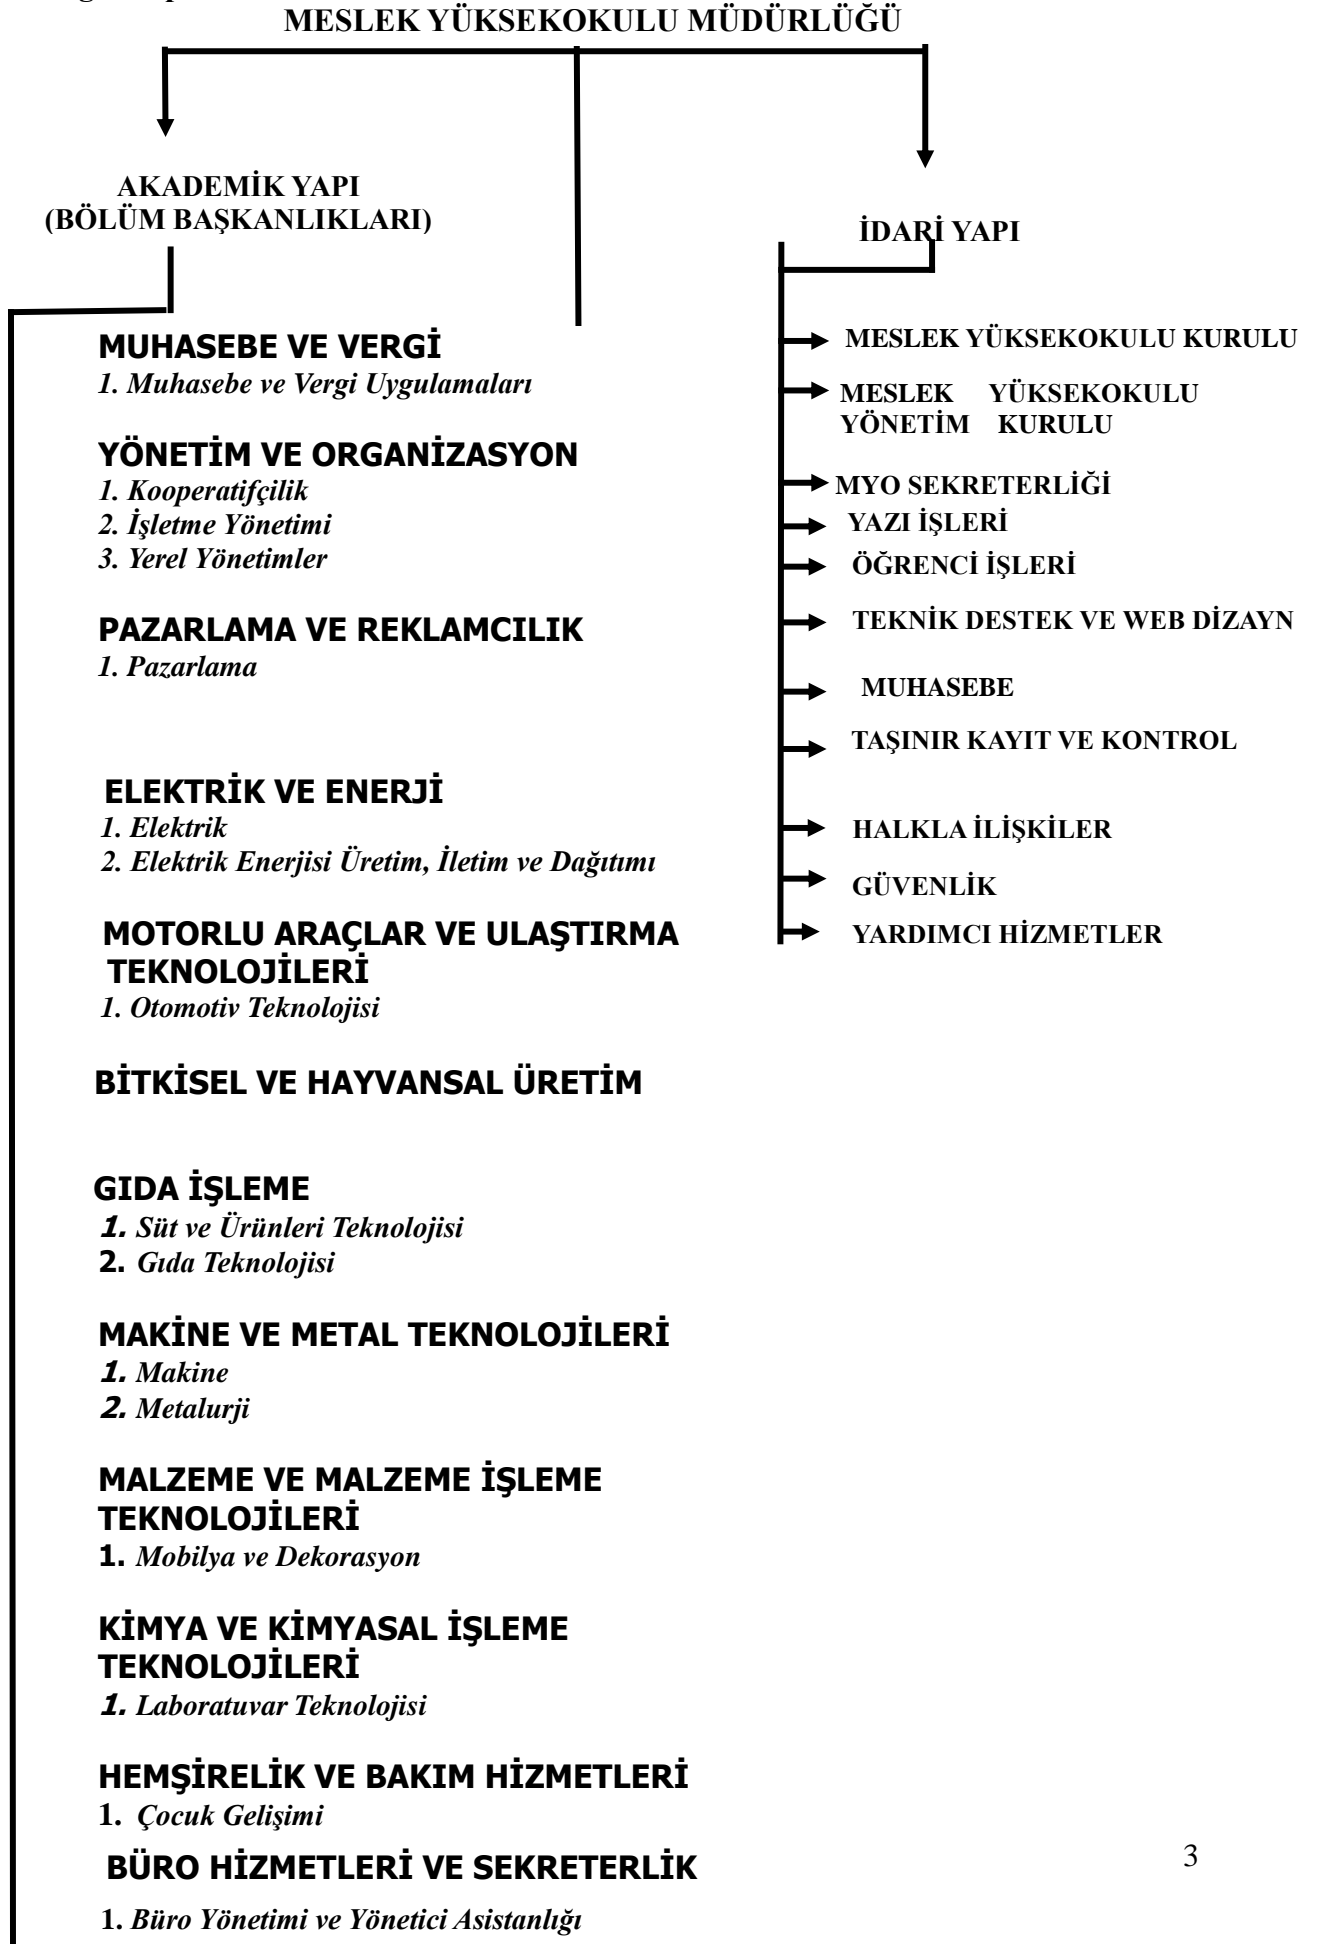 MESLEK YÜKSEKOKULU MÜDÜRLÜĞÜ
AKADEMİK YAPI
(BÖLÜM BAŞKANLIKLARI)
MUHASEBE VE VERGİ
1. Muhasebe ve Vergi Uygulamaları
YÖNETİM VE ORGANİZASYON
1. Kooperatifçilik
2. İşletme Yönetimi
3. Yerel Yönetimler
PAZARLAMA VE REKLAMCILIK
1. Pazarlama
ELEKTRİK VE ENERJİ
1. Elektrik
2. Elektrik Enerjisi Üretim, İletim ve Dağıtımı
MOTORLU ARAÇLAR VE ULAŞTIRMA
TEKNOLOJİLERİ
1. Otomotiv Teknolojisi
BİTKİSEL VE HAYVANSAL ÜRETİM
GIDA İŞLEME
1. Süt ve Ürünleri Teknolojisi
2. Gıda Teknolojisi
MAKİNE VE METAL TEKNOLOJİLERİ
1. Makine
2. Metalurji
MALZEME VE MALZEME İŞLEME
TEKNOLOJİLERİ
1. Mobilya ve Dekorasyon
KİMYA VE KİMYASAL İŞLEME
TEKNOLOJİLERİ
1. Laboratuvar Teknolojisi
HEMŞİRELİK VE BAKIM HİZMETLERİ
1. Çocuk Gelişimi
BÜRO HİZMETLERİ VE SEKRETERLİK
1. Büro Yönetimi ve Yönetici Asistanlığı
İDARİ YAPI
MESLEK YÜKSEKOKULU KURULU
MESLEK YÜKSEKOKULU
YÖNETİM KURULU
MYO SEKRETERLİĞİ
YAZI İŞLERİ
ÖĞRENCİ İŞLERİ
TEKNİK DESTEK VE WEB DİZAYN
MUHASEBE
TAŞINIR KAYIT VE KONTROL
HALKLA İLİŞKİLER
GÜVENLİK
YARDIMCI HİZMETLER
3